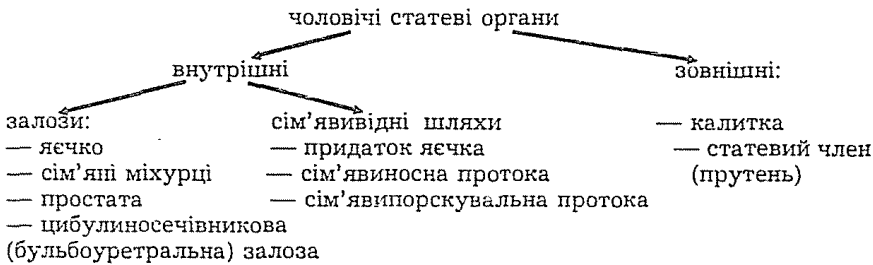 чоловічі статеві органи
внутрішні
зовнішні:
залози:
— яєчко
— сім'яні міхурці
— простата
— цибулиносечівникова
(бульбоуретральна) залоза
сім'явивідні шляхи
— придаток яєчка
— сім'явиносна протока
— сім'явипорскувальна протока
— калитка
— статевий член
(прутень)